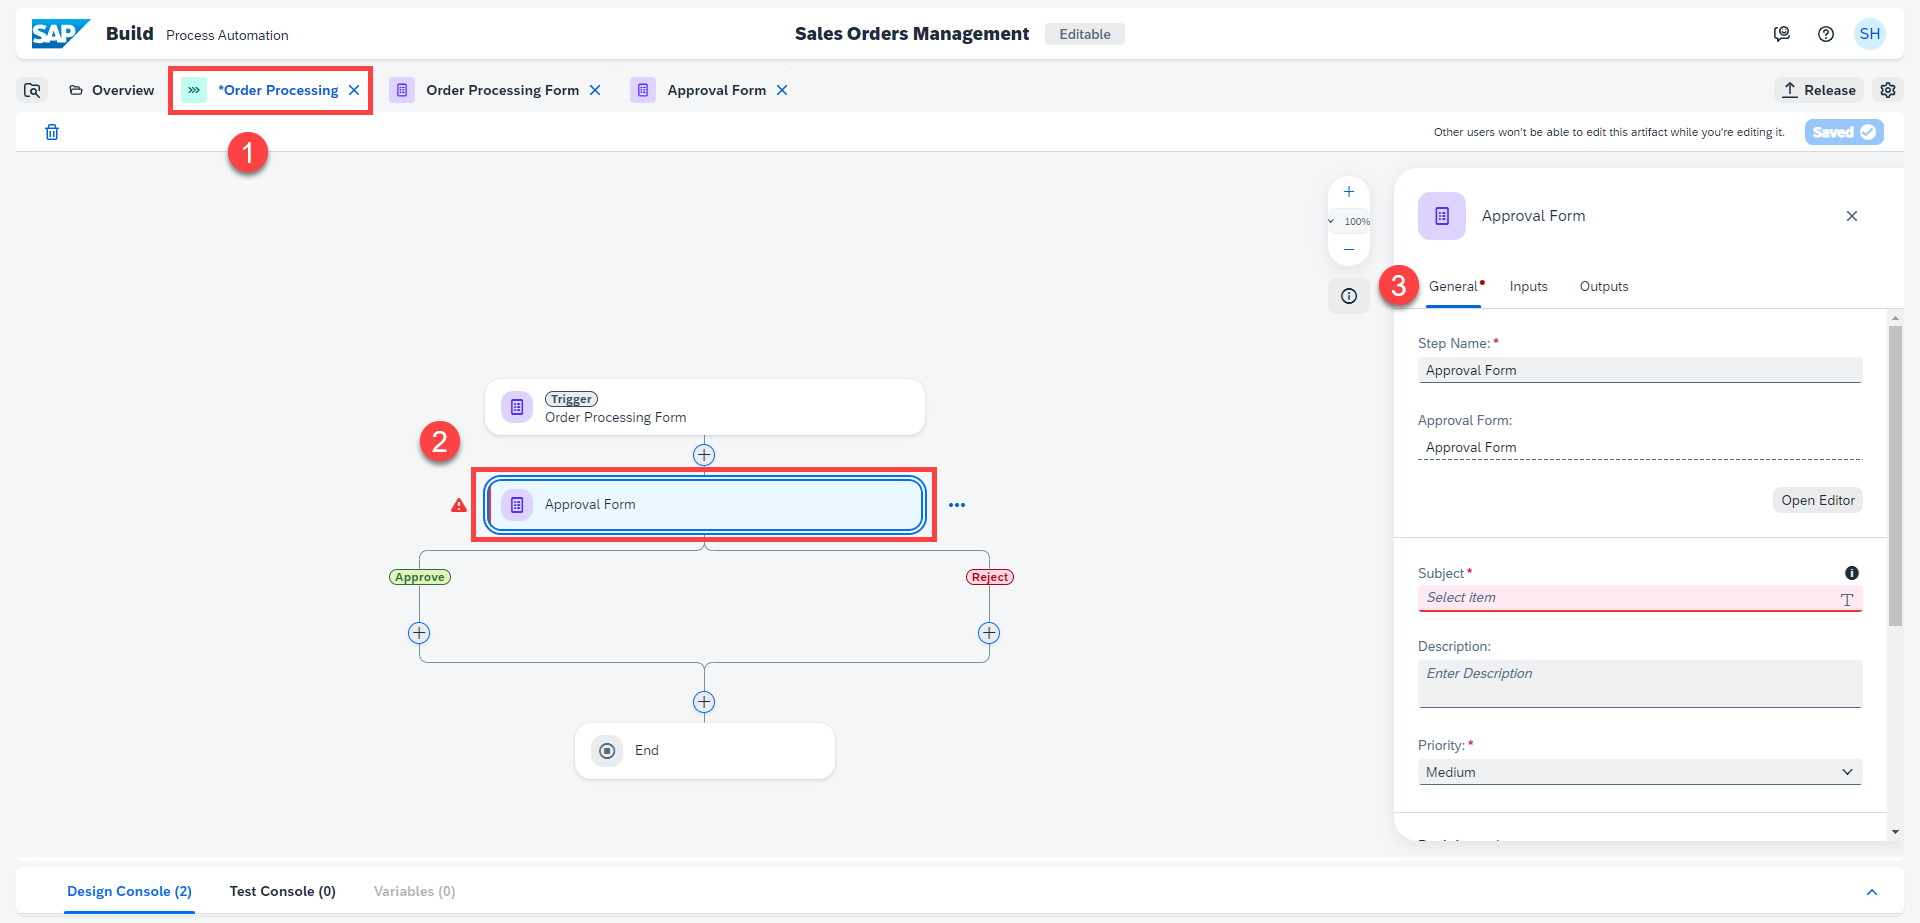 SAP Build Process Automation
Sales Orders Management Editable
SH
Overview
*Order Processing
Order Processing Form
Approval Form
Release
1
Other users won't be able to edit this artifact while you're editing it.
Saved
100%
Trigger
Order Processing Form
2
Approval Form
Approve
Reject
End
Approval Form
3
General Inputs Outputs
Step Name: *
Approval Form
Approval Form:
Approval Form
Open Editor
Subject *
Select item
Description:
Enter Description
Priority: *
Medium
Design Console (2) Test Console (0) Variables (0)